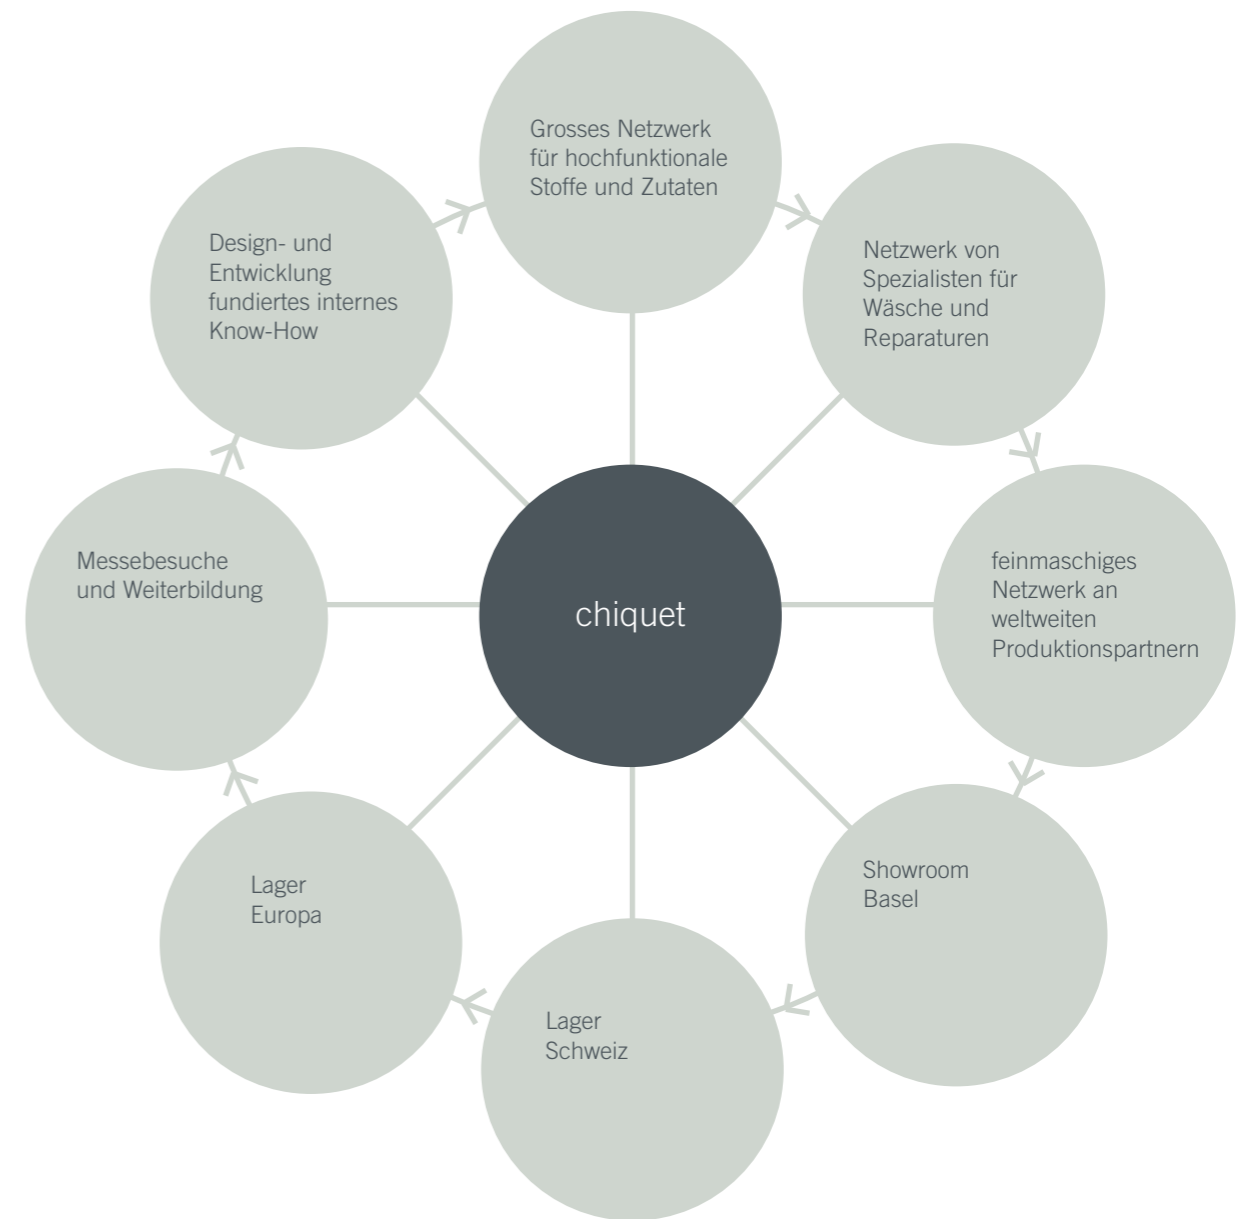 Grosses Netzwerk
für hochfunktionale
Stoffe und Zutaten
Netzwerk von
Spezialisten für
Wäsche und
Reparaturen
feinmaschiges
Netzwerk an
weltweiten
Produktionspartnern
Showroom
Basel
Lager
Schweiz
Lager
Europa
Messebesuche
und Weiterbildung
Design- und
Entwicklung
fundiertes internes
Know-How
chiquet